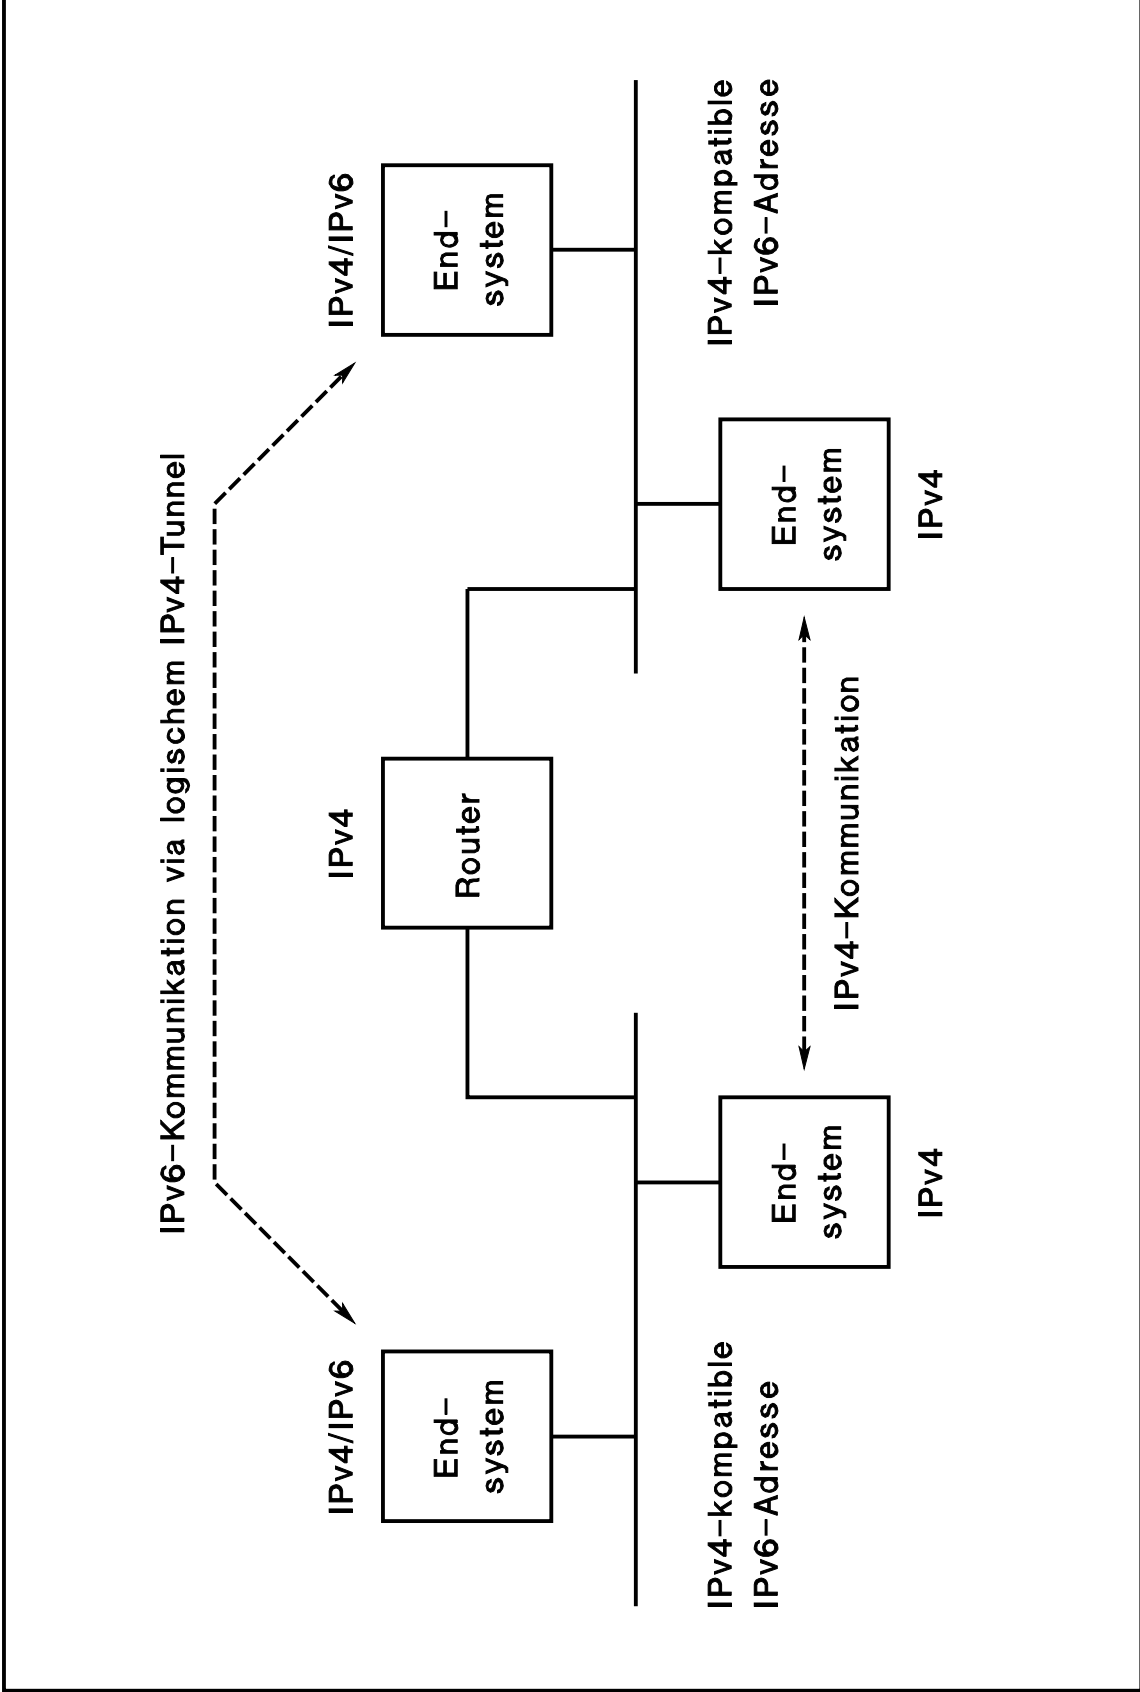 IPv6-Kommunikation via logischem IPv4-Tunnel
IPv4/IPv6
IPv4
IPv4/IPv6
End-
system
Router
End-
system
IPv4-kompatible
IPv6-Adresse
End-
system
IPv4-Kommunikation
End-
system
IPv4-kompatible
IPv6-Adresse
IPv4
IPv4